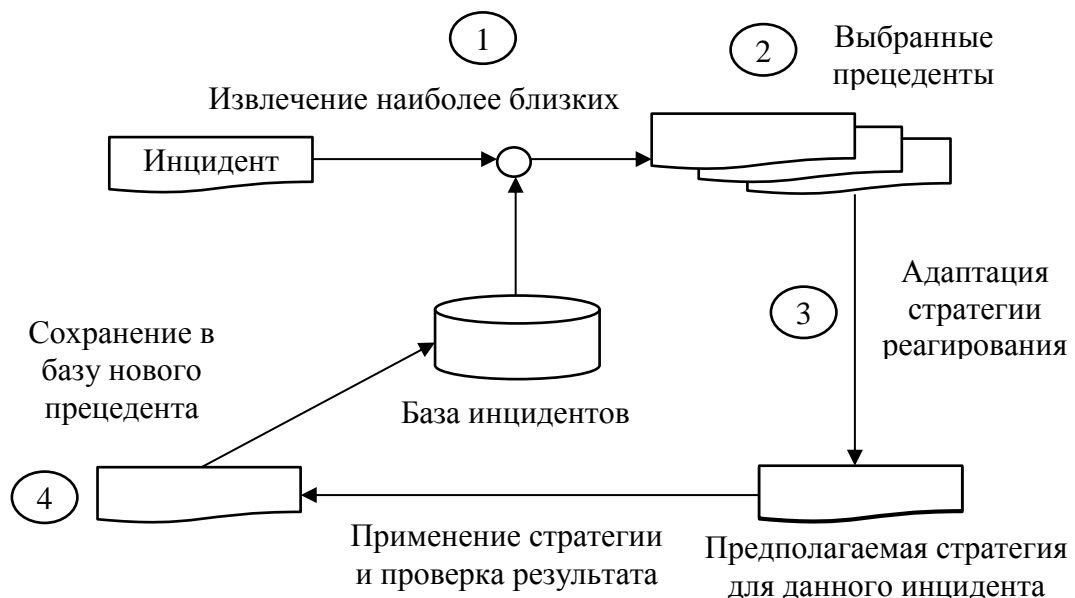 1
Извлечение наиболее близких
2
Выбранные
прецеденты
Инцидент
3
Адаптация
стратегии
реагирования
Сохранение в
базу нового
прецедента
База инцидентов
4
Применение стратегии
и проверка результата
Предполагаемая стратегия
для данного инцидента